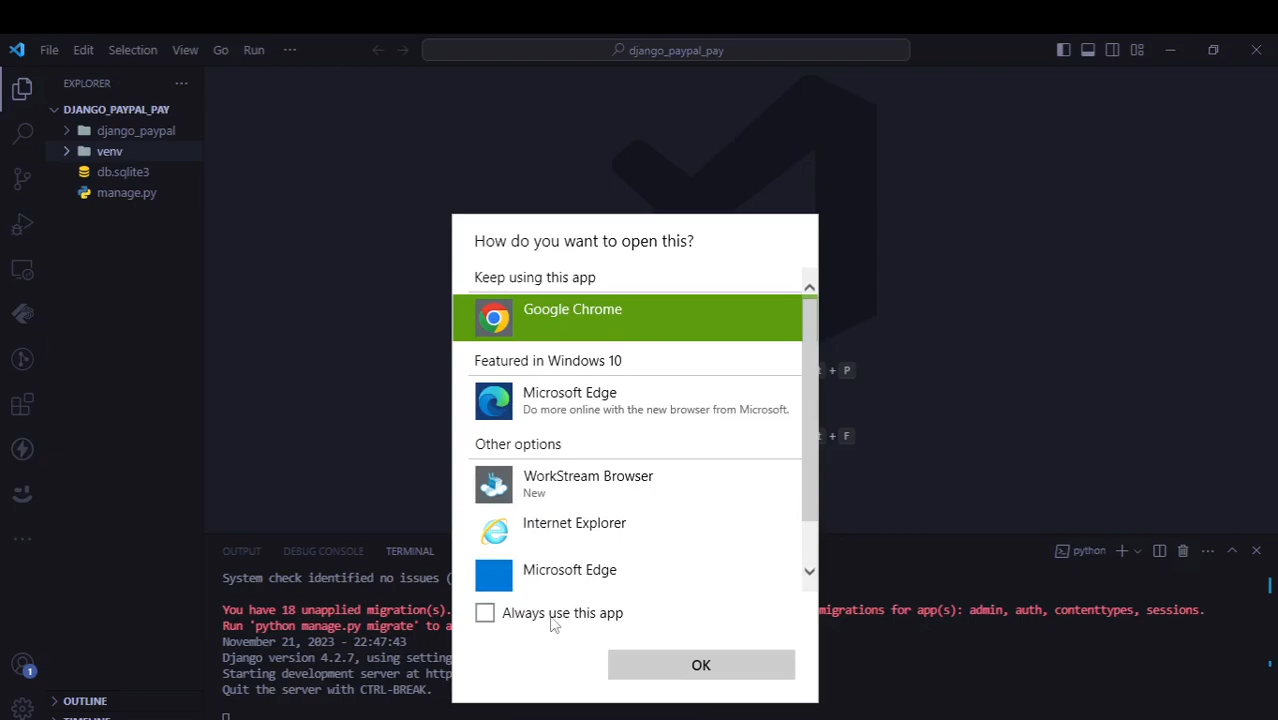 File Edit Selection View Go Run ...
django_paypal_pay
EXPLORER ...
DJANGO_PAYPAL_PAY
django_paypal
venv
db.sqlite3
manage.py
How do you want to open this?
Keep using this app
Google Chrome
Featured in Windows 10
Microsoft Edge
Do more online with the new browser from Microsoft.
Other options
WorkStream Browser
New
Internet Explorer
Microsoft Edge
Always use this app
OK
+ P
+ F
OUTPUT DEBUG CONSOLE TERMINAL
python
System check identified no issues (
You have 18 unapplied migration(s). migrations for app(s): admin, auth, contenttypes, sessions.
Run 'python manage.py migrate' to a
November 21, 2023 - 22:47:43
Django version 4.2.7, using setting
Starting development server at http
Quit the server with CTRL-BREAK.
1
OUTLINE